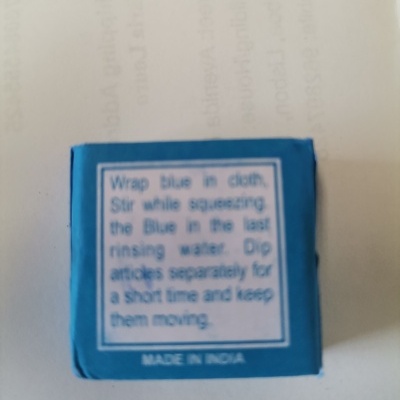 Wrap blue in cloth,
Stir while squeezing.
the Blue in the last
rinsing water. Dip
articles separately for
a short time and keep
them moving.
MADE IN INDIA